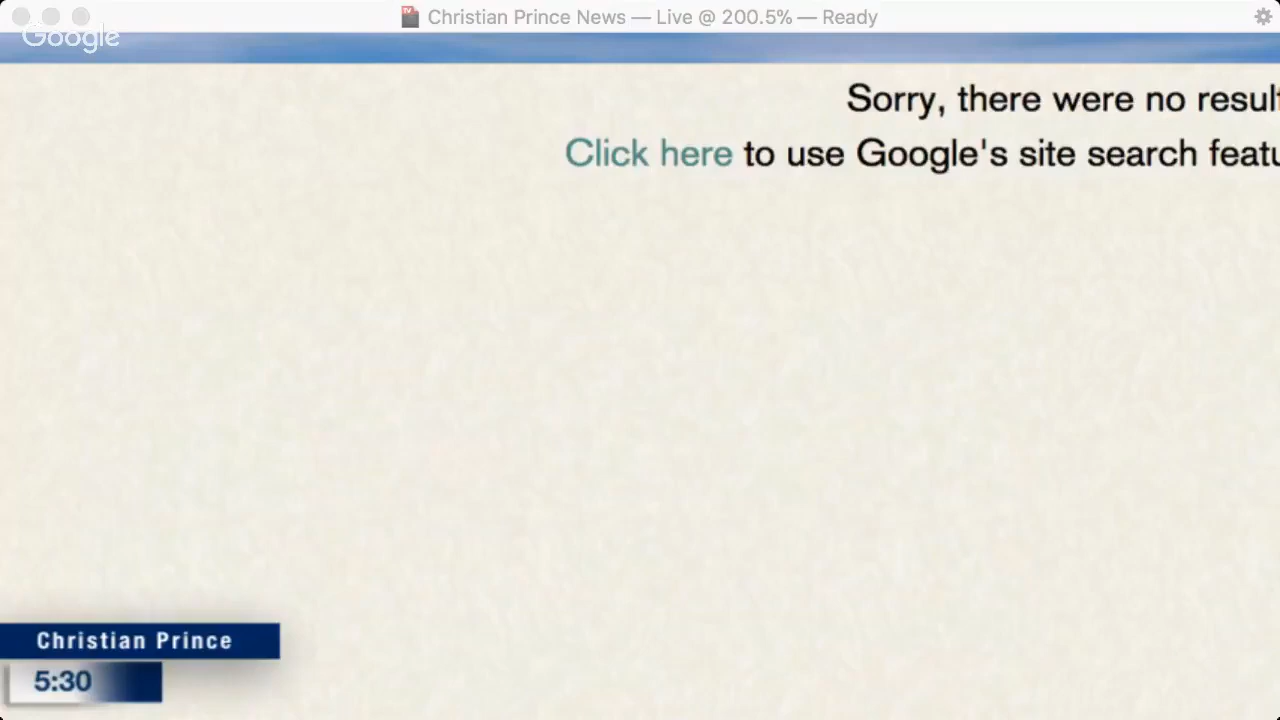 Christian Prince News — Live @ 200.5% — Ready
Google
Sorry, there were no result
Click here to use Google's site search featu
Christian Prince
5:30